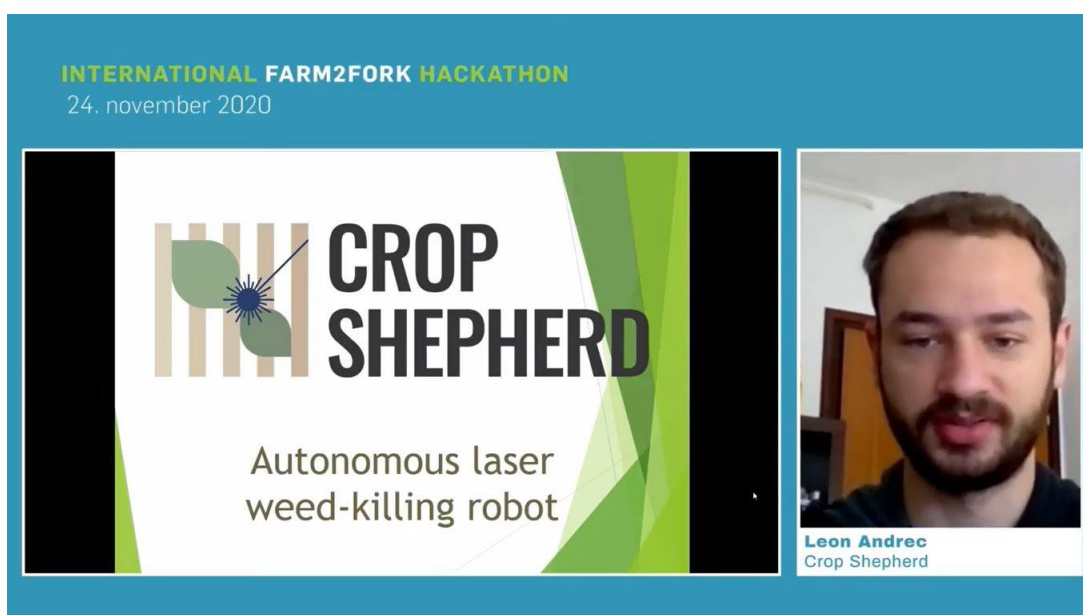 INTERNATIONAL FARM2FORK HACKATHON
24. november 2020
CROP
SHEPHERD
Autonomous laser
weed-killing robot
Leon Andrec
Crop Shepherd